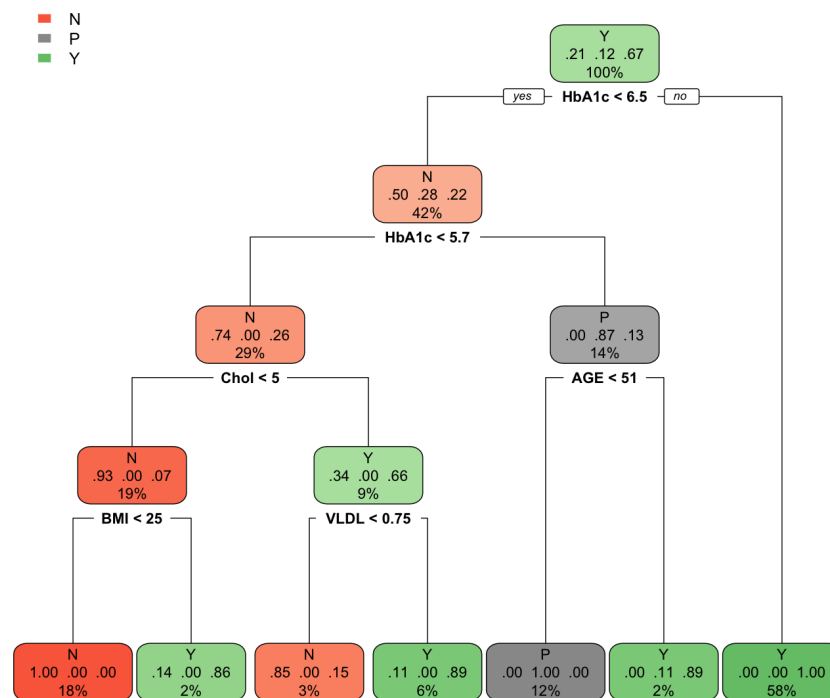 N
P
Y
Y
.21 .12 .67
100%
yes HbA1c < 6.5 no
N
.50 .28 .22
42%
HbA1c < 5.7
N
.74 .00 .26
29%
Chol < 5
P
.00 .87 .13
14%
AGE < 51
N
.93 .00 .07
19%
BMI < 25
Y
.34 .00 .66
9%
VLDL < 0.75
N
1.00 .00 .00
18%
Y
.14 .00 .86
2%
N
.85 .00 .15
3%
Y
.11 .00 .89
6%
P
.00 1.00 .00
12%
Y
.00 .11 .89
2%
Y
.00 .00 1.00
58%